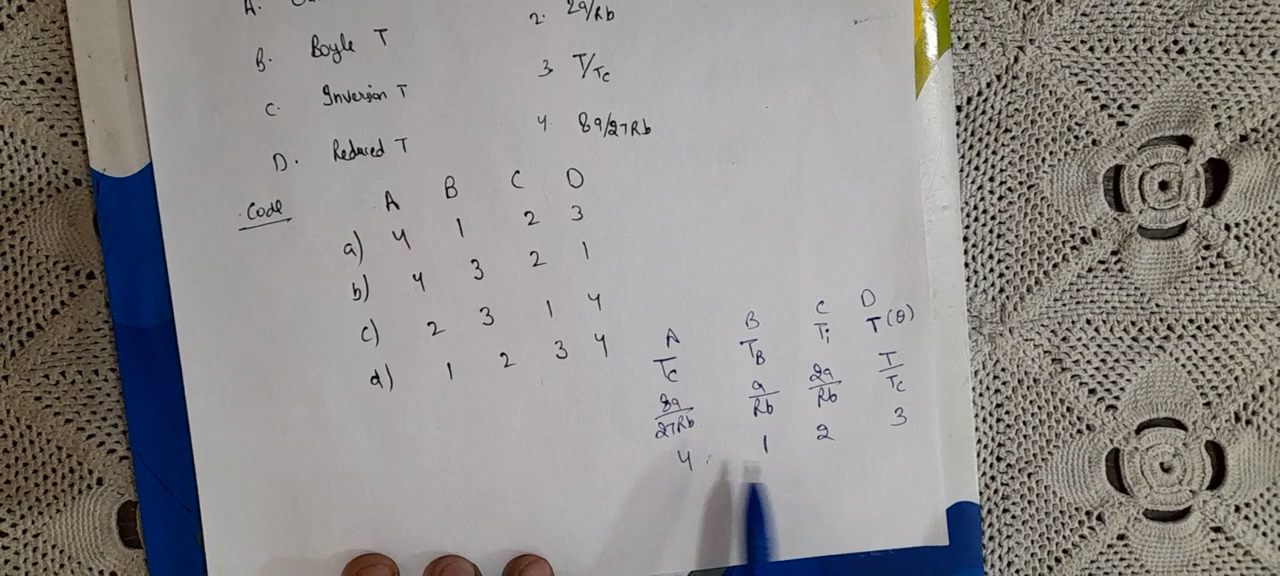 A.
2. 2a/Rb
B. Boyle T
3 T/Tc
C. Inversion T
4. 8a/27Rb
D. Reduced T
Code A B C D
a) 4 1 2 3
b) 4 3 2 1
c) 2 3 1 4
d) 1 2 3 4
A B C D
Tc TB Ti T(θ)
8a/27Rb a/Rb 2a/Rb T/Tc
4 1 2 3